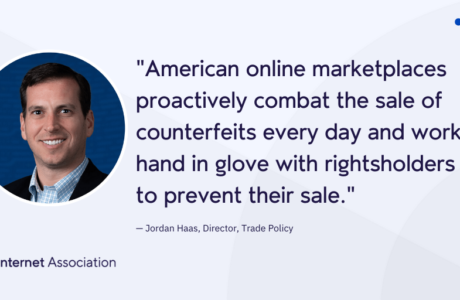 "American online marketplaces
proactively combat the sale of
counterfeits every day and work
hand in glove with rightsholders
to prevent their sale."
— Jordan Haas, Director, Trade Policy
nternet Association